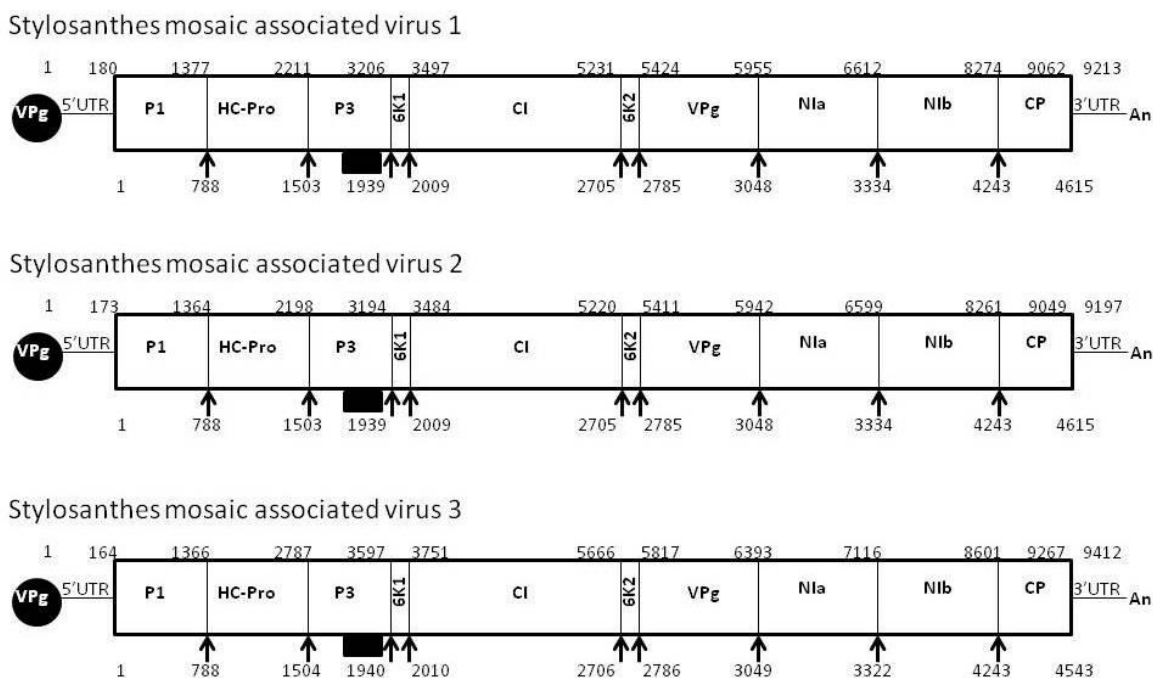 Stylosanthes mosaic associated virus 1
1 180 1377 2211 3206 3497 5231 5424 5955 6612 8274 9062 9213
VPg 5'UTR P1 HC-Pro P3 6K1 CI 6K2 VPg NIa NIb CP 3'UTR An
1 788 1503 1939 2009 2705 2785 3048 3334 4243 4615
Stylosanthes mosaic associated virus 2
1 173 1364 2198 3194 3484 5220 5411 5942 6599 8261 9049 9197
VPg 5'UTR P1 HC-Pro P3 6K1 CI 6K2 VPg NIa NIb CP 3'UTR An
1 788 1503 1939 2009 2705 2785 3048 3334 4243 4615
Stylosanthes mosaic associated virus 3
1 164 1366 2787 3597 3751 5666 5817 6393 7116 8601 9267 9412
VPg 5'UTR P1 HC-Pro P3 6K1 CI 6K2 VPg NIa NIb CP 3'UTR An
1 788 1504 1940 2010 2706 2786 3049 3322 4243 4543